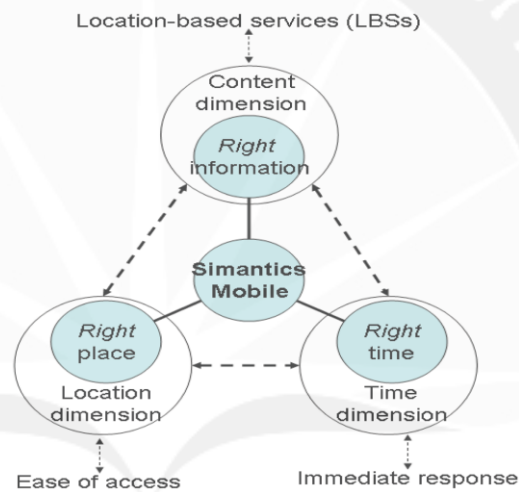 Location-based services (LBSs)
Content
dimension
Right
information
Simantics
Mobile
Right
place
Location
dimension
Right
time
Time
dimension
Ease of access
Immediate response